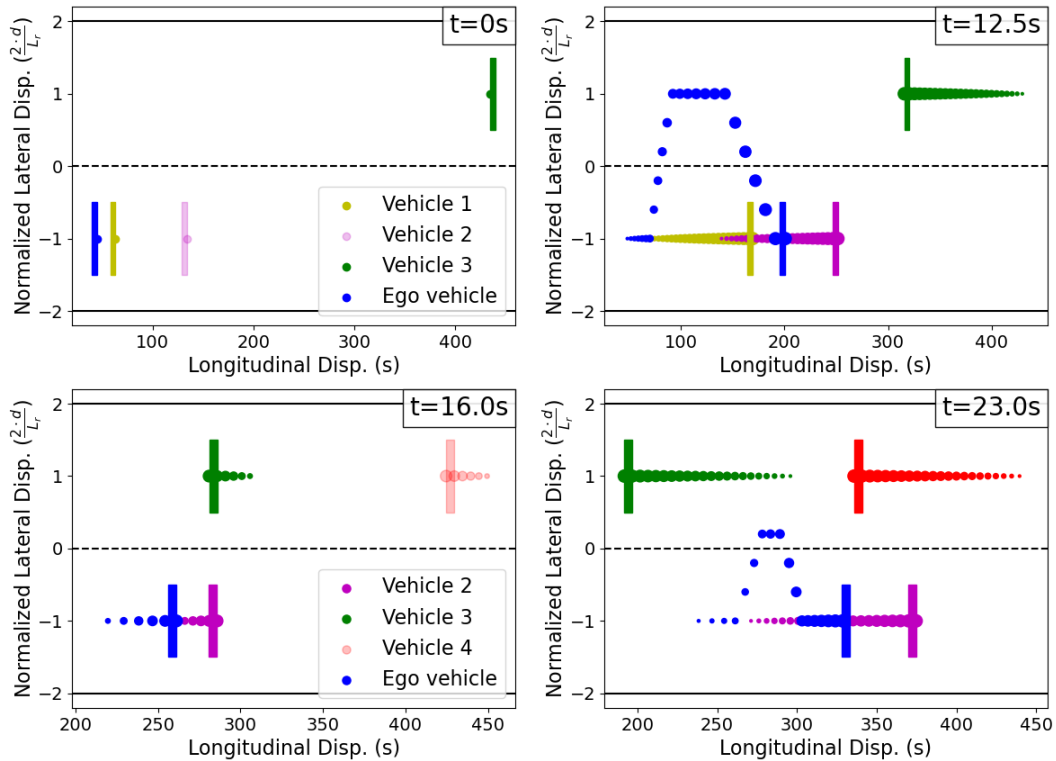 t=0s
2
1
0
−1
−2
Normalized Lateral Disp. (2·d/L_r)
Vehicle 1
Vehicle 2
Vehicle 3
Ego vehicle
100 200 300 400
Longitudinal Disp. (s)
t=12.5s
2
1
0
−1
−2
Normalized Lateral Disp. (2·d/L_r)
100 200 300 400
Longitudinal Disp. (s)
t=16.0s
2
1
0
−1
−2
Normalized Lateral Disp. (2·d/L_r)
Vehicle 2
Vehicle 3
Vehicle 4
Ego vehicle
200 250 300 350 400 450
Longitudinal Disp. (s)
t=23.0s
2
1
0
−1
−2
Normalized Lateral Disp. (2·d/L_r)
200 250 300 350 400 450
Longitudinal Disp. (s)